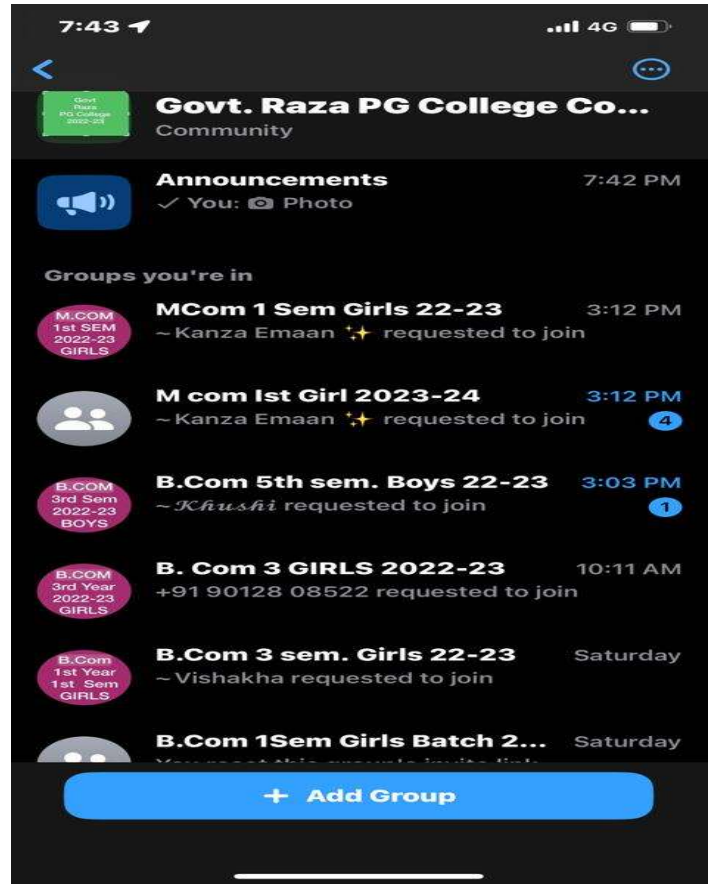 7:43
4G
Govt
Raza
PG College
2022-23
Govt. Raza PG College Co...
Community
Announcements 7:42 PM
✓ You: 📷 Photo
Groups you're in
M.COM
1st SEM
2022-23
GIRLS
MCom 1 Sem Girls 22-23 3:12 PM
~Kanza Emaan ✨ requested to join
M com Ist Girl 2023-24 3:12 PM
~Kanza Emaan ✨ requested to join 4
B.COM
3rd Sem
2022-23
BOYS
B.Com 5th sem. Boys 22-23 3:03 PM
~𝒦𝒽𝓊𝓈𝒽𝒾 requested to join 1
B.COM
3rd Year
2022-23
GIRLS
B. Com 3 GIRLS 2022-23 10:11 AM
+91 90128 08522 requested to join
B.Com
1st Year
1st Sem
GIRLS
B.Com 3 sem. Girls 22-23 Saturday
~Vishakha requested to join
B.Com 1Sem Girls Batch 2... Saturday
+ Add Group